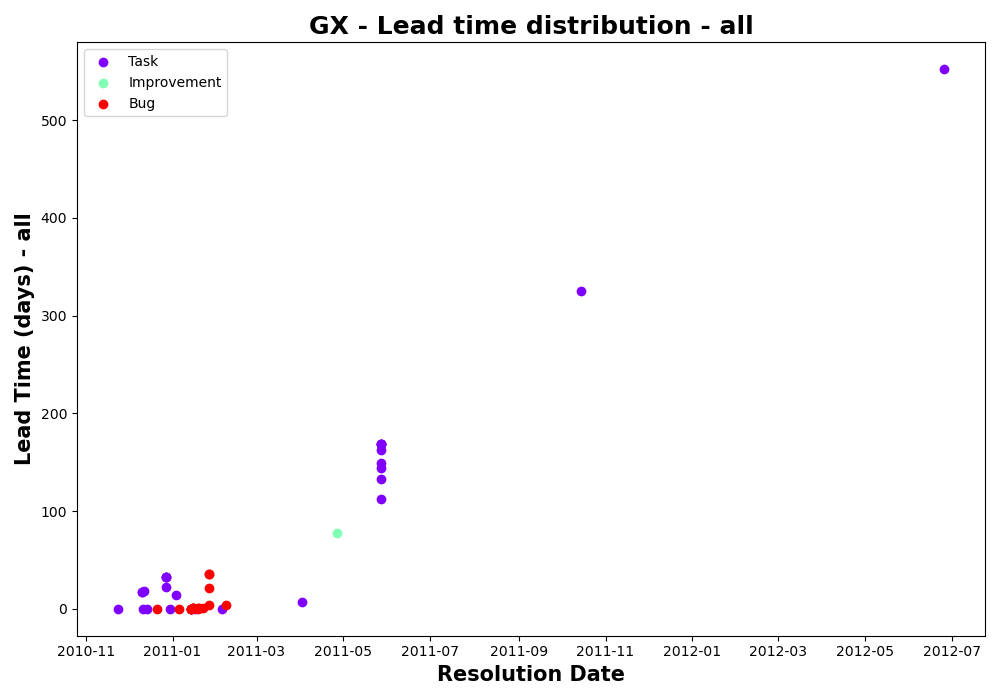 GX - Lead time distribution - all
Task
Improvement
Bug
Lead Time (days) - all
500
400
300
200
100
0
2010-11 2011-01 2011-03 2011-05 2011-07 2011-09 2011-11 2012-01 2012-03 2012-05 2012-07
Resolution Date